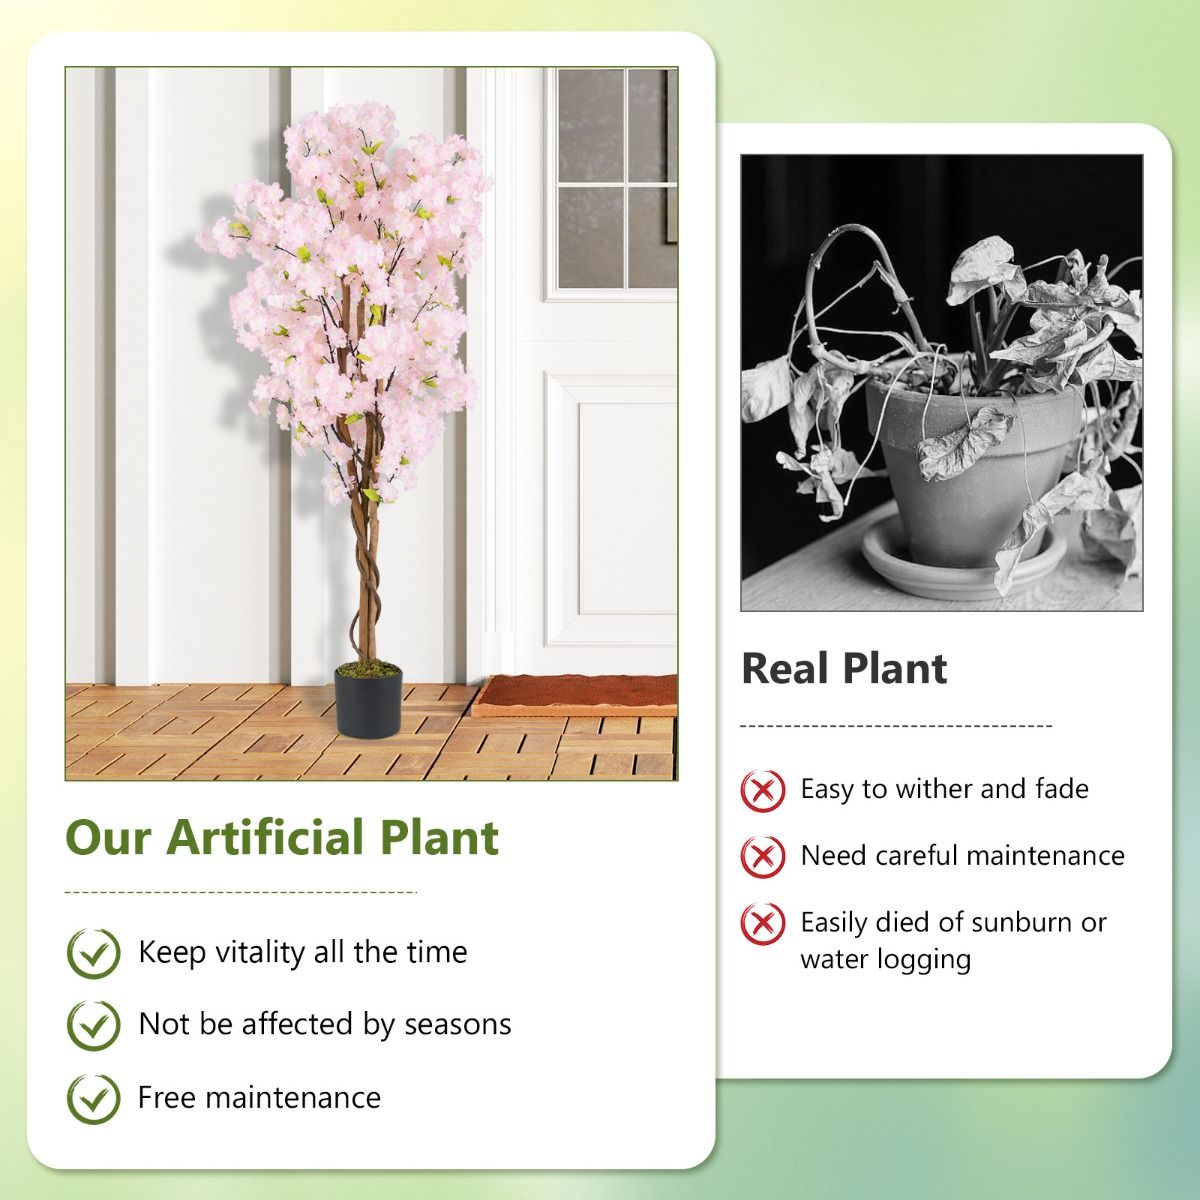 Our Artificial Plant
Keep vitality all the time
Not be affected by seasons
Free maintenance
Real Plant
Easy to wither and fade
Need careful maintenance
Easily died of sunburn or
water logging